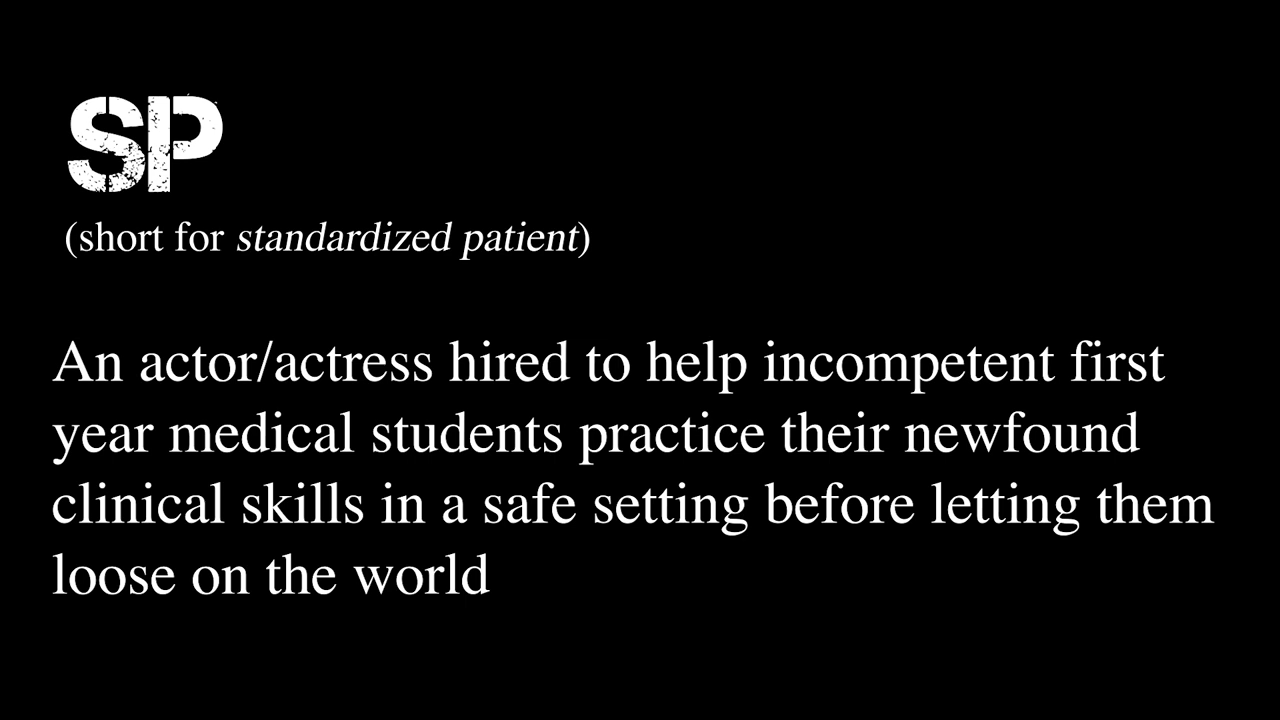 SP
(short for standardized patient)
An actor/actress hired to help incompetent first
year medical students practice their newfound
clinical skills in a safe setting before letting them
loose on the world